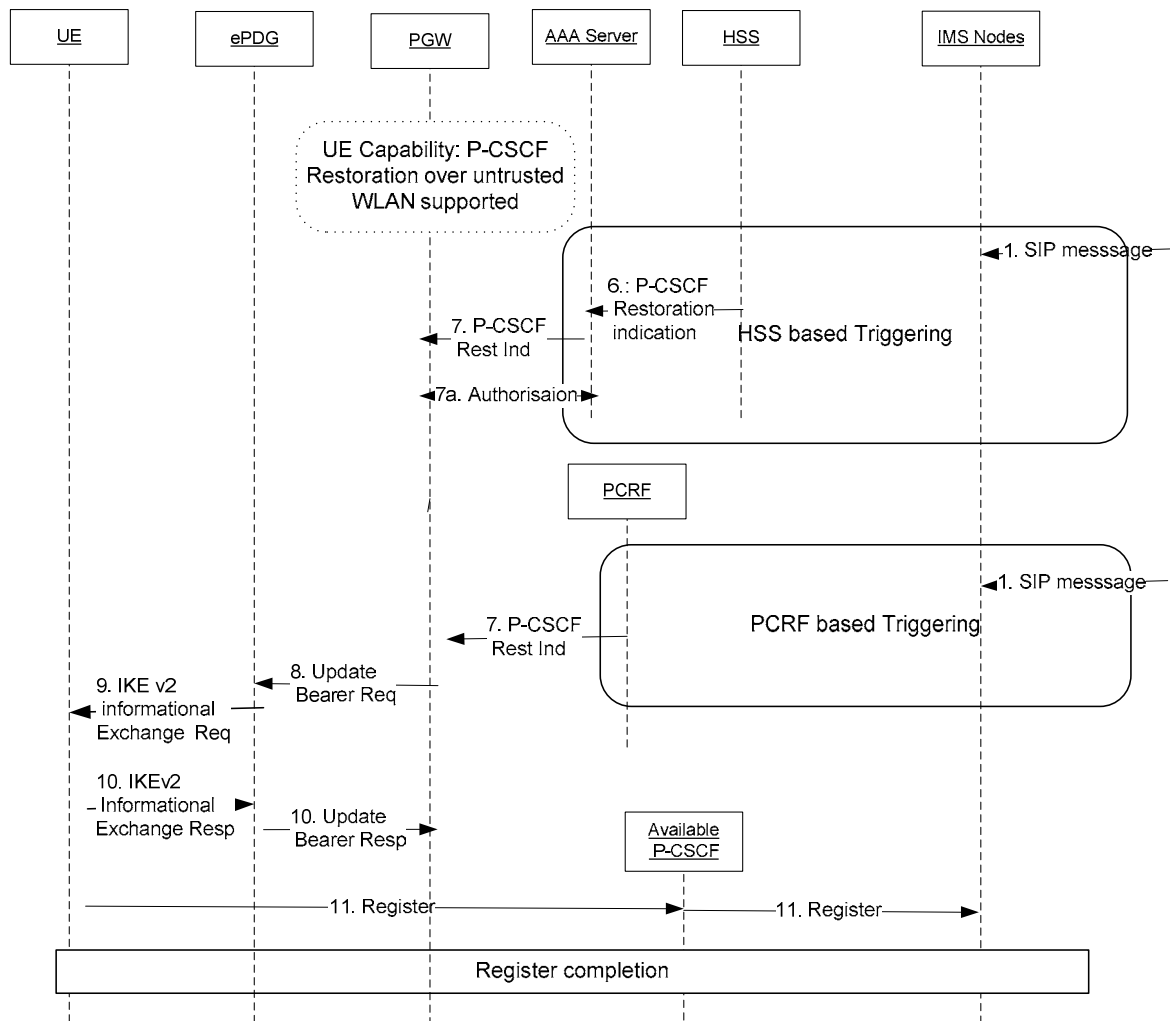 UE
ePDG
PGW
AAA Server
HSS
IMS Nodes
UE Capability: P-CSCF
Restoration over untrusted
WLAN supported
1. SIP messsage
6.: P-CSCF
Restoration
indication
HSS based Triggering
7. P-CSCF
Rest Ind
7a. Authorisaion
PCRF
1. SIP messsage
PCRF based Triggering
7. P-CSCF
Rest Ind
8. Update
Bearer Req
9. IKE v2
informational
Exchange Req
10. IKEv2
Informational
Exchange Resp
10. Update
Bearer Resp
Available
P-CSCF
11. Register
11. Register
Register completion